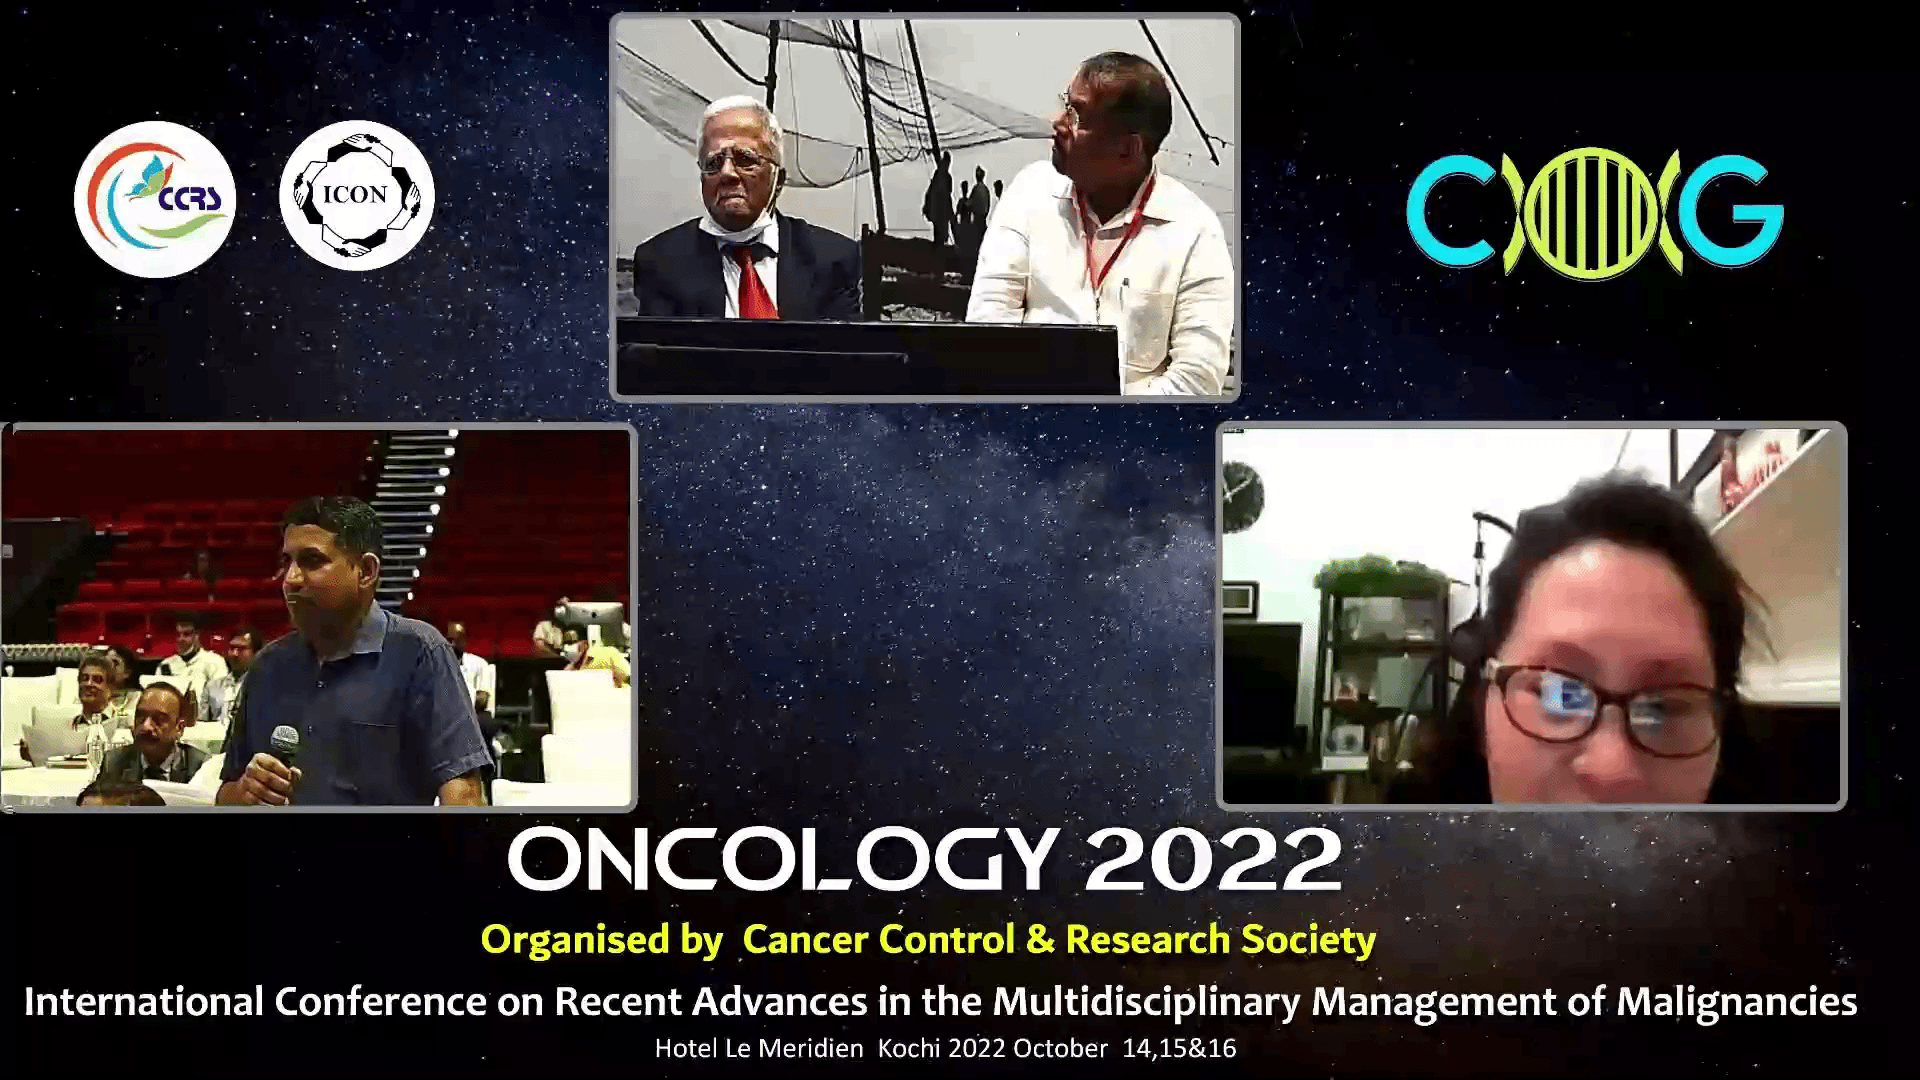 CCRS
ICON
COG
ONCOLOGY 2022
Organised by Cancer Control & Research Society
International Conference on Recent Advances in the Multidisciplinary Management of Malignancies
Hotel Le Meridien Kochi 2022 October 14,15&16